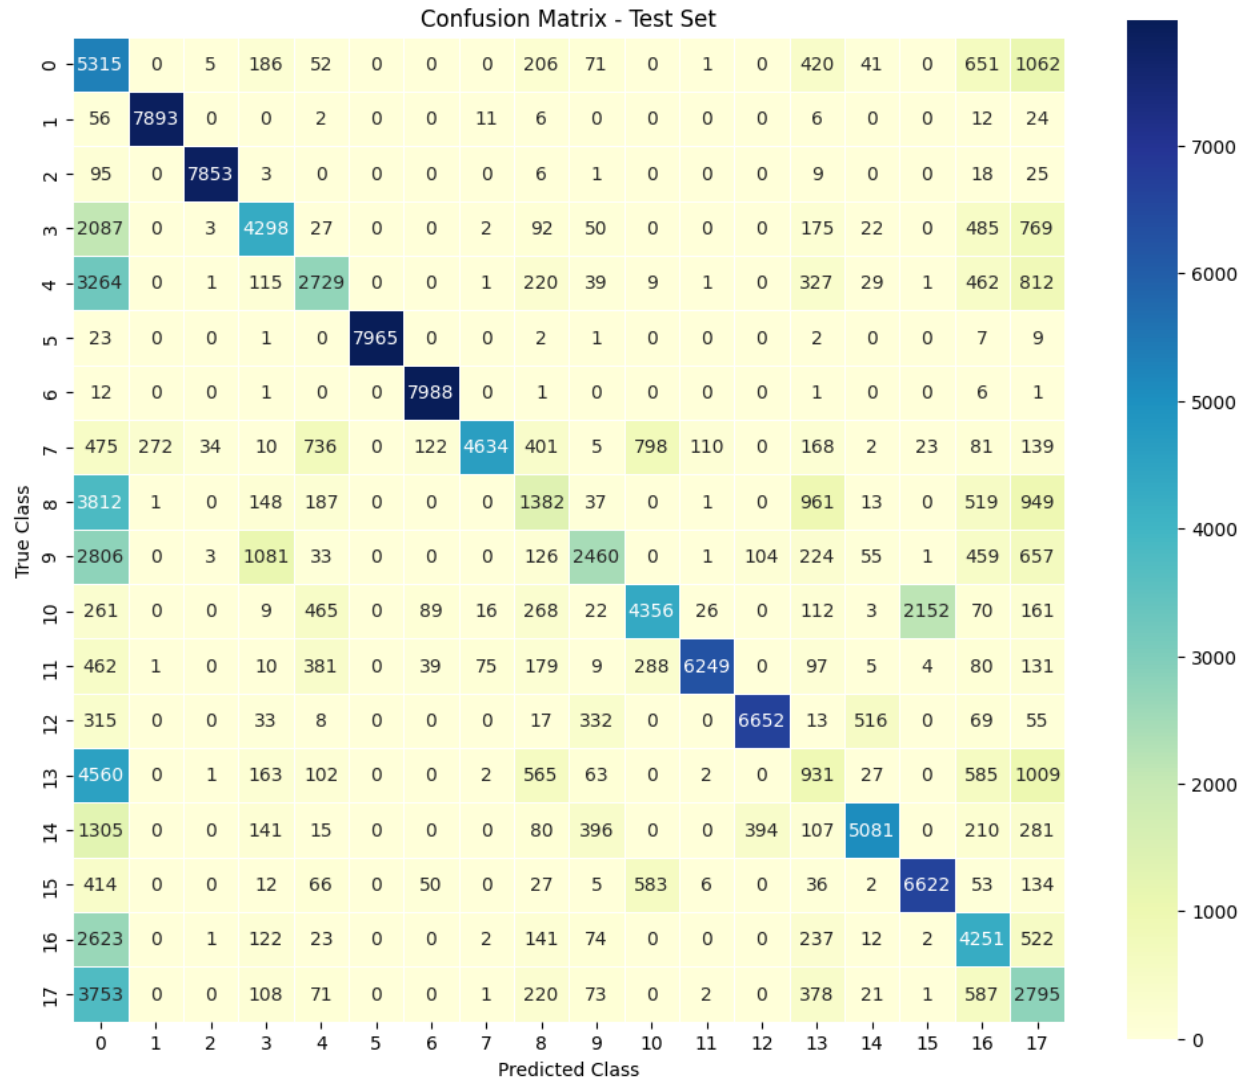 Confusion Matrix - Test Set
0 5315 0 5 186 52 0 0 0 206 71 0 1 0 420 41 0 651 1062
1 56 7893 0 0 2 0 0 11 6 0 0 0 0 6 0 0 12 24
2 95 0 7853 3 0 0 0 0 6 1 0 0 0 9 0 0 18 25
3 2087 0 3 4298 27 0 0 2 92 50 0 0 0 175 22 0 485 769
4 3264 0 1 115 2729 0 0 1 220 39 9 1 0 327 29 1 462 812
5 23 0 0 1 0 7965 0 0 2 1 0 0 0 2 0 0 7 9
6 12 0 0 1 0 0 7988 0 1 0 0 0 0 1 0 0 6 1
7 475 272 34 10 736 0 122 4634 401 5 798 110 0 168 2 23 81 139
8 3812 1 0 148 187 0 0 0 1382 37 0 1 0 961 13 0 519 949
9 2806 0 3 1081 33 0 0 0 126 2460 0 1 104 224 55 1 459 657
10 261 0 0 9 465 0 89 16 268 22 4356 26 0 112 3 2152 70 161
11 462 1 0 10 381 0 39 75 179 9 288 6249 0 97 5 4 80 131
12 315 0 0 33 8 0 0 0 17 332 0 0 6652 13 516 0 69 55
13 4560 0 1 163 102 0 0 2 565 63 0 2 0 931 27 0 585 1009
14 1305 0 0 141 15 0 0 0 80 396 0 0 394 107 5081 0 210 281
15 414 0 0 12 66 0 50 0 27 5 583 6 0 36 2 6622 53 134
16 2623 0 1 122 23 0 0 2 141 74 0 0 0 237 12 2 4251 522
17 3753 0 0 108 71 0 0 1 220 73 0 2 0 378 21 1 587 2795
0 1 2 3 4 5 6 7 8 9 10 11 12 13 14 15 16 17
Predicted Class
True Class
7000
6000
5000
4000
3000
2000
1000
0